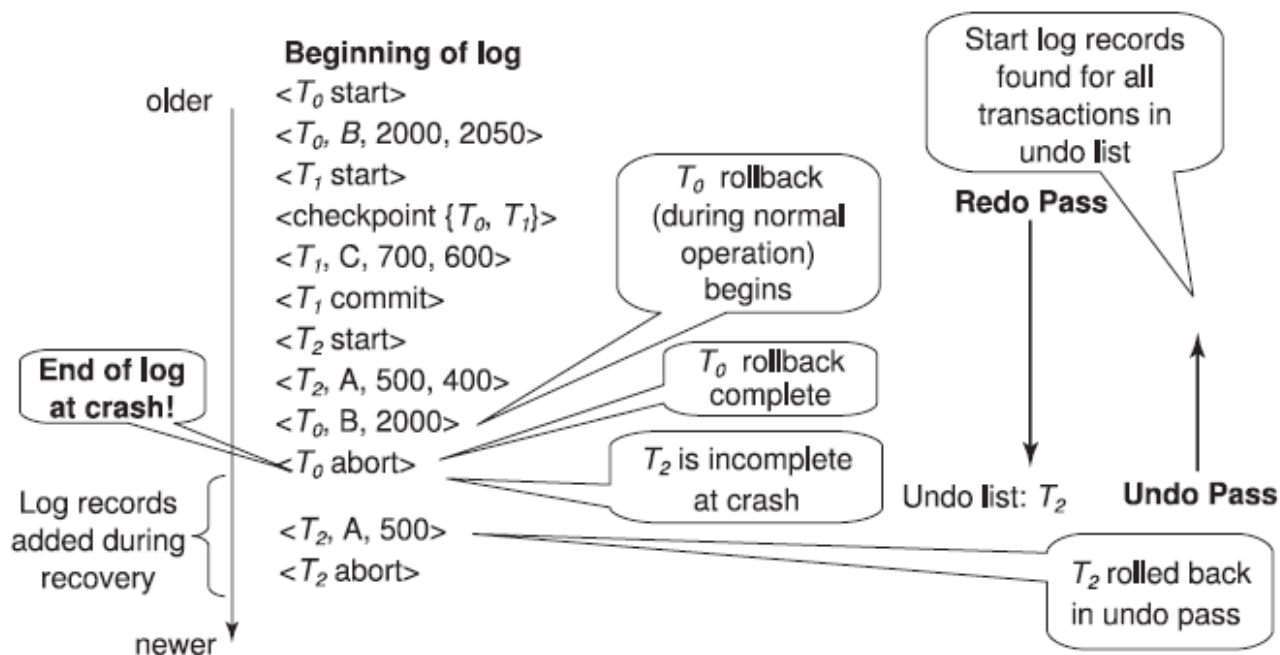 Beginning of log
older
<T0 start>
<T0, B, 2000, 2050>
<T1 start>
<checkpoint {T0, T1}>
<T1, C, 700, 600>
<T1 commit>
<T2 start>
<T2, A, 500, 400>
<T0, B, 2000>
<T0 abort>
<T2, A, 500>
<T2 abort>
newer
End of log
at crash!
Log records
added during
recovery
T0 rollback
(during normal
operation)
begins
T0 rollback
complete
T2 is incomplete
at crash
Start log records
found for all
transactions in
undo list
Redo Pass
Undo list: T2
Undo Pass
T2 rolled back
in undo pass